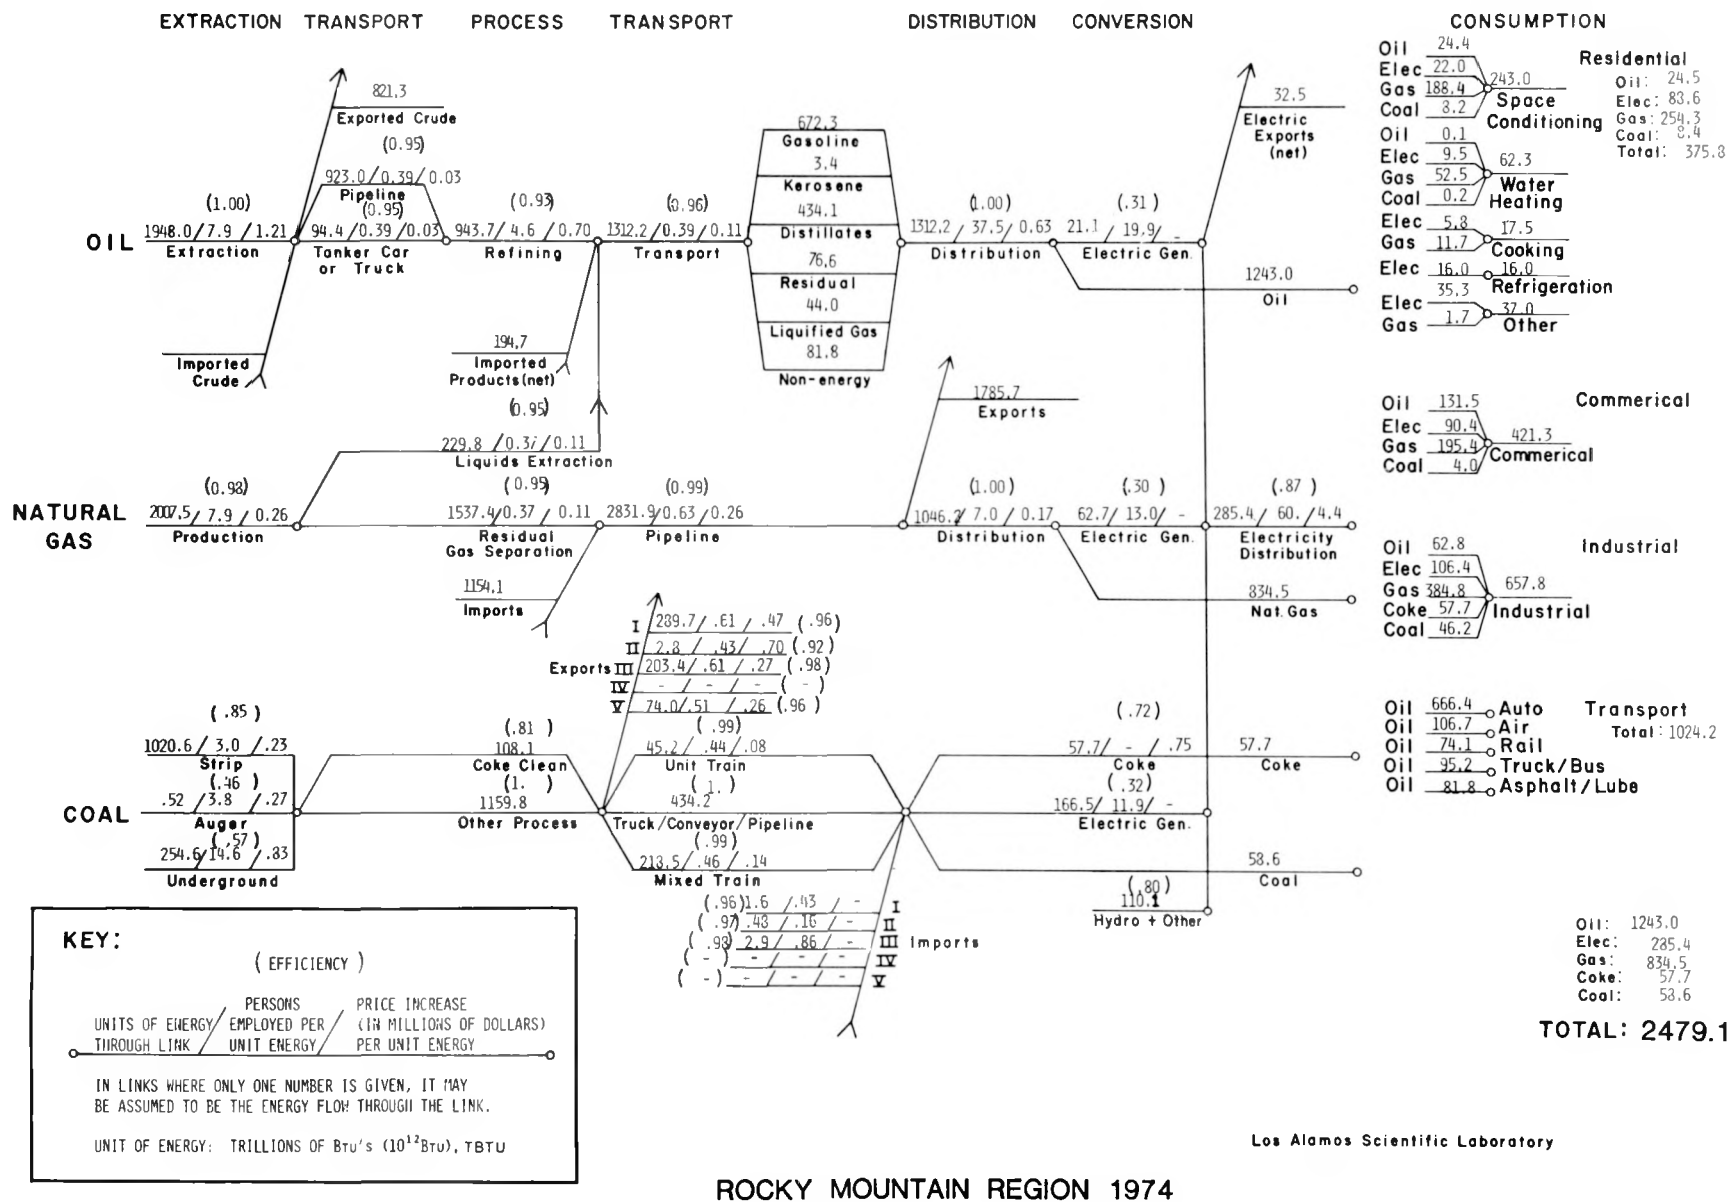 EXTRACTION TRANSPORT PROCESS TRANSPORT DISTRIBUTION CONVERSION CONSUMPTION
OIL
(1.00)
1948.0 / 7.9 / 1.21
Extraction
821.3
Exported Crude
(0.95)
923.0 / 0.39 / 0.03
Pipeline
(0.95)
94.4 / 0.39 / 0.03
Tanker Car
or Truck
Imported
Crude
(0.93)
943.7 / 4.6 / 0.70
Refining
194.7
Imported
Products (net)
(0.96)
1312.2 / 0.39 / 0.11
Transport
672.3
Gasoline
3.4
Kerosene
434.1
Distillates
76.6
Residual
44.0
Liquified Gas
81.8
Non-energy
(1.00)
1312.2 / 37.5 / 0.63
Distribution
(.31)
21.1 / 19.9 / -
Electric Gen.
1243.0
Oil
32.5
Electric
Exports
(net)
NATURAL
GAS
(0.98)
2007.5 / 7.9 / 0.26
Production
(0.95)
229.8 / 0.37 / 0.11
Liquids Extraction
(0.95)
1537.4 / 0.37 / 0.11
Residual
Gas Separation
1154.1
Imports
(0.99)
2831.9 / 0.63 / 0.26
Pipeline
1785.7
Exports
(1.00)
1046.2 / 7.0 / 0.17
Distribution
(.30)
62.7 / 13.0 / -
Electric Gen.
(.87)
285.4 / 60. / 4.4
Electricity
Distribution
834.5
Nat. Gas
COAL
(.85)
1020.6 / 3.0 / .23
Strip
(.46)
.52 / 3.8 / .27
Auger
(.57)
254.6 / 14.6 / .83
Underground
(.81)
108.1
Coke Clean
(1.)
1159.8
Other Process
Exports
I 289.7 / .61 / .47 (.96)
II 2.8 / .43 / .70 (.92)
III 203.4 / .61 / .27 (.98)
IV - / - / - (-)
V 74.0 / .51 / .26 (.96)
(.99)
45.2 / .44 / .08
Unit Train
(1.)
434.2
Truck/Conveyor/Pipeline
(.99)
213.5 / .46 / .14
Mixed Train
(.96) 1.6 / .43 / - I
(.97) .48 / .16 / - II
(.98) 2.9 / .86 / - III Imports
(-) - / - / - IV
(-) - / - / - V
(.72)
57.7 / - / .75
Coke
57.7
Coke
(.32)
166.5 / 11.9 / -
Electric Gen.
58.6
Coal
(.80)
110.1
Hydro + Other
Residential
Oil: 24.5
Elec: 83.6
Gas: 254.3
Coal: 8.4
Total: 375.8
Oil 24.4
Elec 22.0
Gas 188.4
Coal 8.2
243.0
Space
Conditioning
Oil 0.1
Elec 9.5
Gas 52.5
Coal 0.2
62.3
Water
Heating
Elec 5.8
Gas 11.7
17.5
Cooking
Elec 16.0 16.0
Refrigeration
Elec 35.3
Gas 1.7
37.0
Other
Commerical
Oil 131.5
Elec 90.4
Gas 195.4
Coal 4.0
421.3
Commerical
Industrial
Oil 62.8
Elec 106.4
Gas 384.8
Coke 57.7
Coal 46.2
657.8
Industrial
Transport
Total: 1024.2
Oil 666.4 Auto
Oil 106.7 Air
Oil 74.1 Rail
Oil 95.2 Truck/Bus
Oil 81.8 Asphalt/Lube
Oil: 1243.0
Elec: 285.4
Gas: 834.5
Coke: 57.7
Coal: 58.6
TOTAL: 2479.1
KEY:
( EFFICIENCY )
UNITS OF ENERGY THROUGH LINK / PERSONS EMPLOYED PER UNIT ENERGY / PRICE INCREASE (IN MILLIONS OF DOLLARS) PER UNIT ENERGY
IN LINKS WHERE ONLY ONE NUMBER IS GIVEN, IT MAY
BE ASSUMED TO BE THE ENERGY FLOW THROUGH THE LINK.
UNIT OF ENERGY: TRILLIONS OF BTU'S (10¹²BTU), TBTU
Los Alamos Scientific Laboratory
ROCKY MOUNTAIN REGION 1974